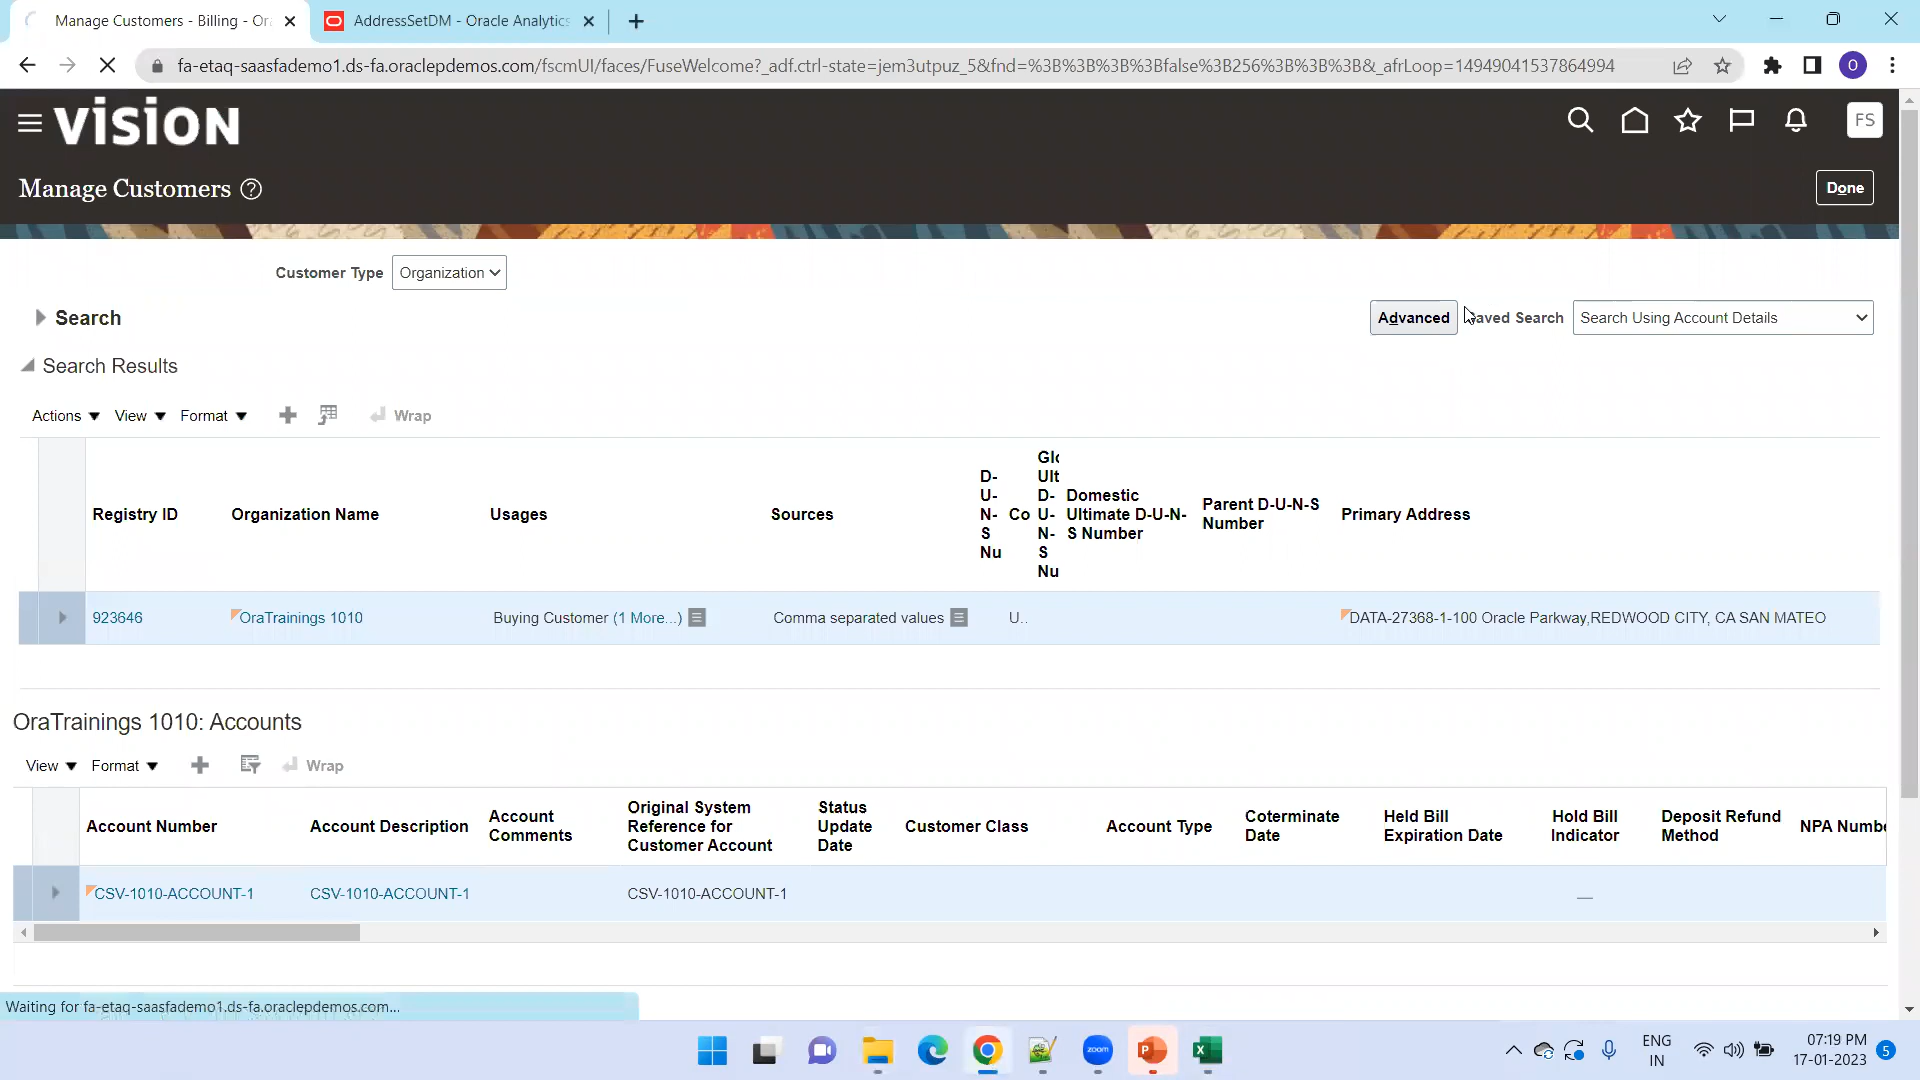 Manage Customers - Billing - Or
AddressSetDM - Oracle Analytics
fa-etaq-saasfademo1.ds-fa.oraclepdemos.com/fscmUI/faces/FuseWelcome?_adf.ctrl-state=jem3utpuz_5&fnd=%3B%3B%3B%3Bfalse%3B256%3B%3B%3B&_afrLoop=14949041537864994
O
VISION
FS
Manage Customers ?
Done
Customer Type Organization
Search
Advanced Saved Search Search Using Account Details
Search Results
Actions View Format Wrap
Registry ID
Organization Name
Usages
Sources
D-
U-
N-
S
Nu
Co
Glo
Ult
D-
U-
N-
S
Nu
Domestic
Ultimate D-U-N-
S Number
Parent D-U-N-S
Number
Primary Address
923646 OraTrainings 1010 Buying Customer (1 More...) Comma separated values U.. DATA-27368-1-100 Oracle Parkway,REDWOOD CITY, CA SAN MATEO
OraTrainings 1010: Accounts
View Format Wrap
Account Number
Account Description
Account
Comments
Original System
Reference for
Customer Account
Status
Update
Date
Customer Class
Account Type
Coterminate
Date
Held Bill
Expiration Date
Hold Bill
Indicator
Deposit Refund
Method
NPA Numbe
CSV-1010-ACCOUNT-1 CSV-1010-ACCOUNT-1 CSV-1010-ACCOUNT-1 —
Waiting for fa-etaq-saasfademo1.ds-fa.oraclepdemos.com...
zoom
ENG
IN
07:19 PM
17-01-2023
5